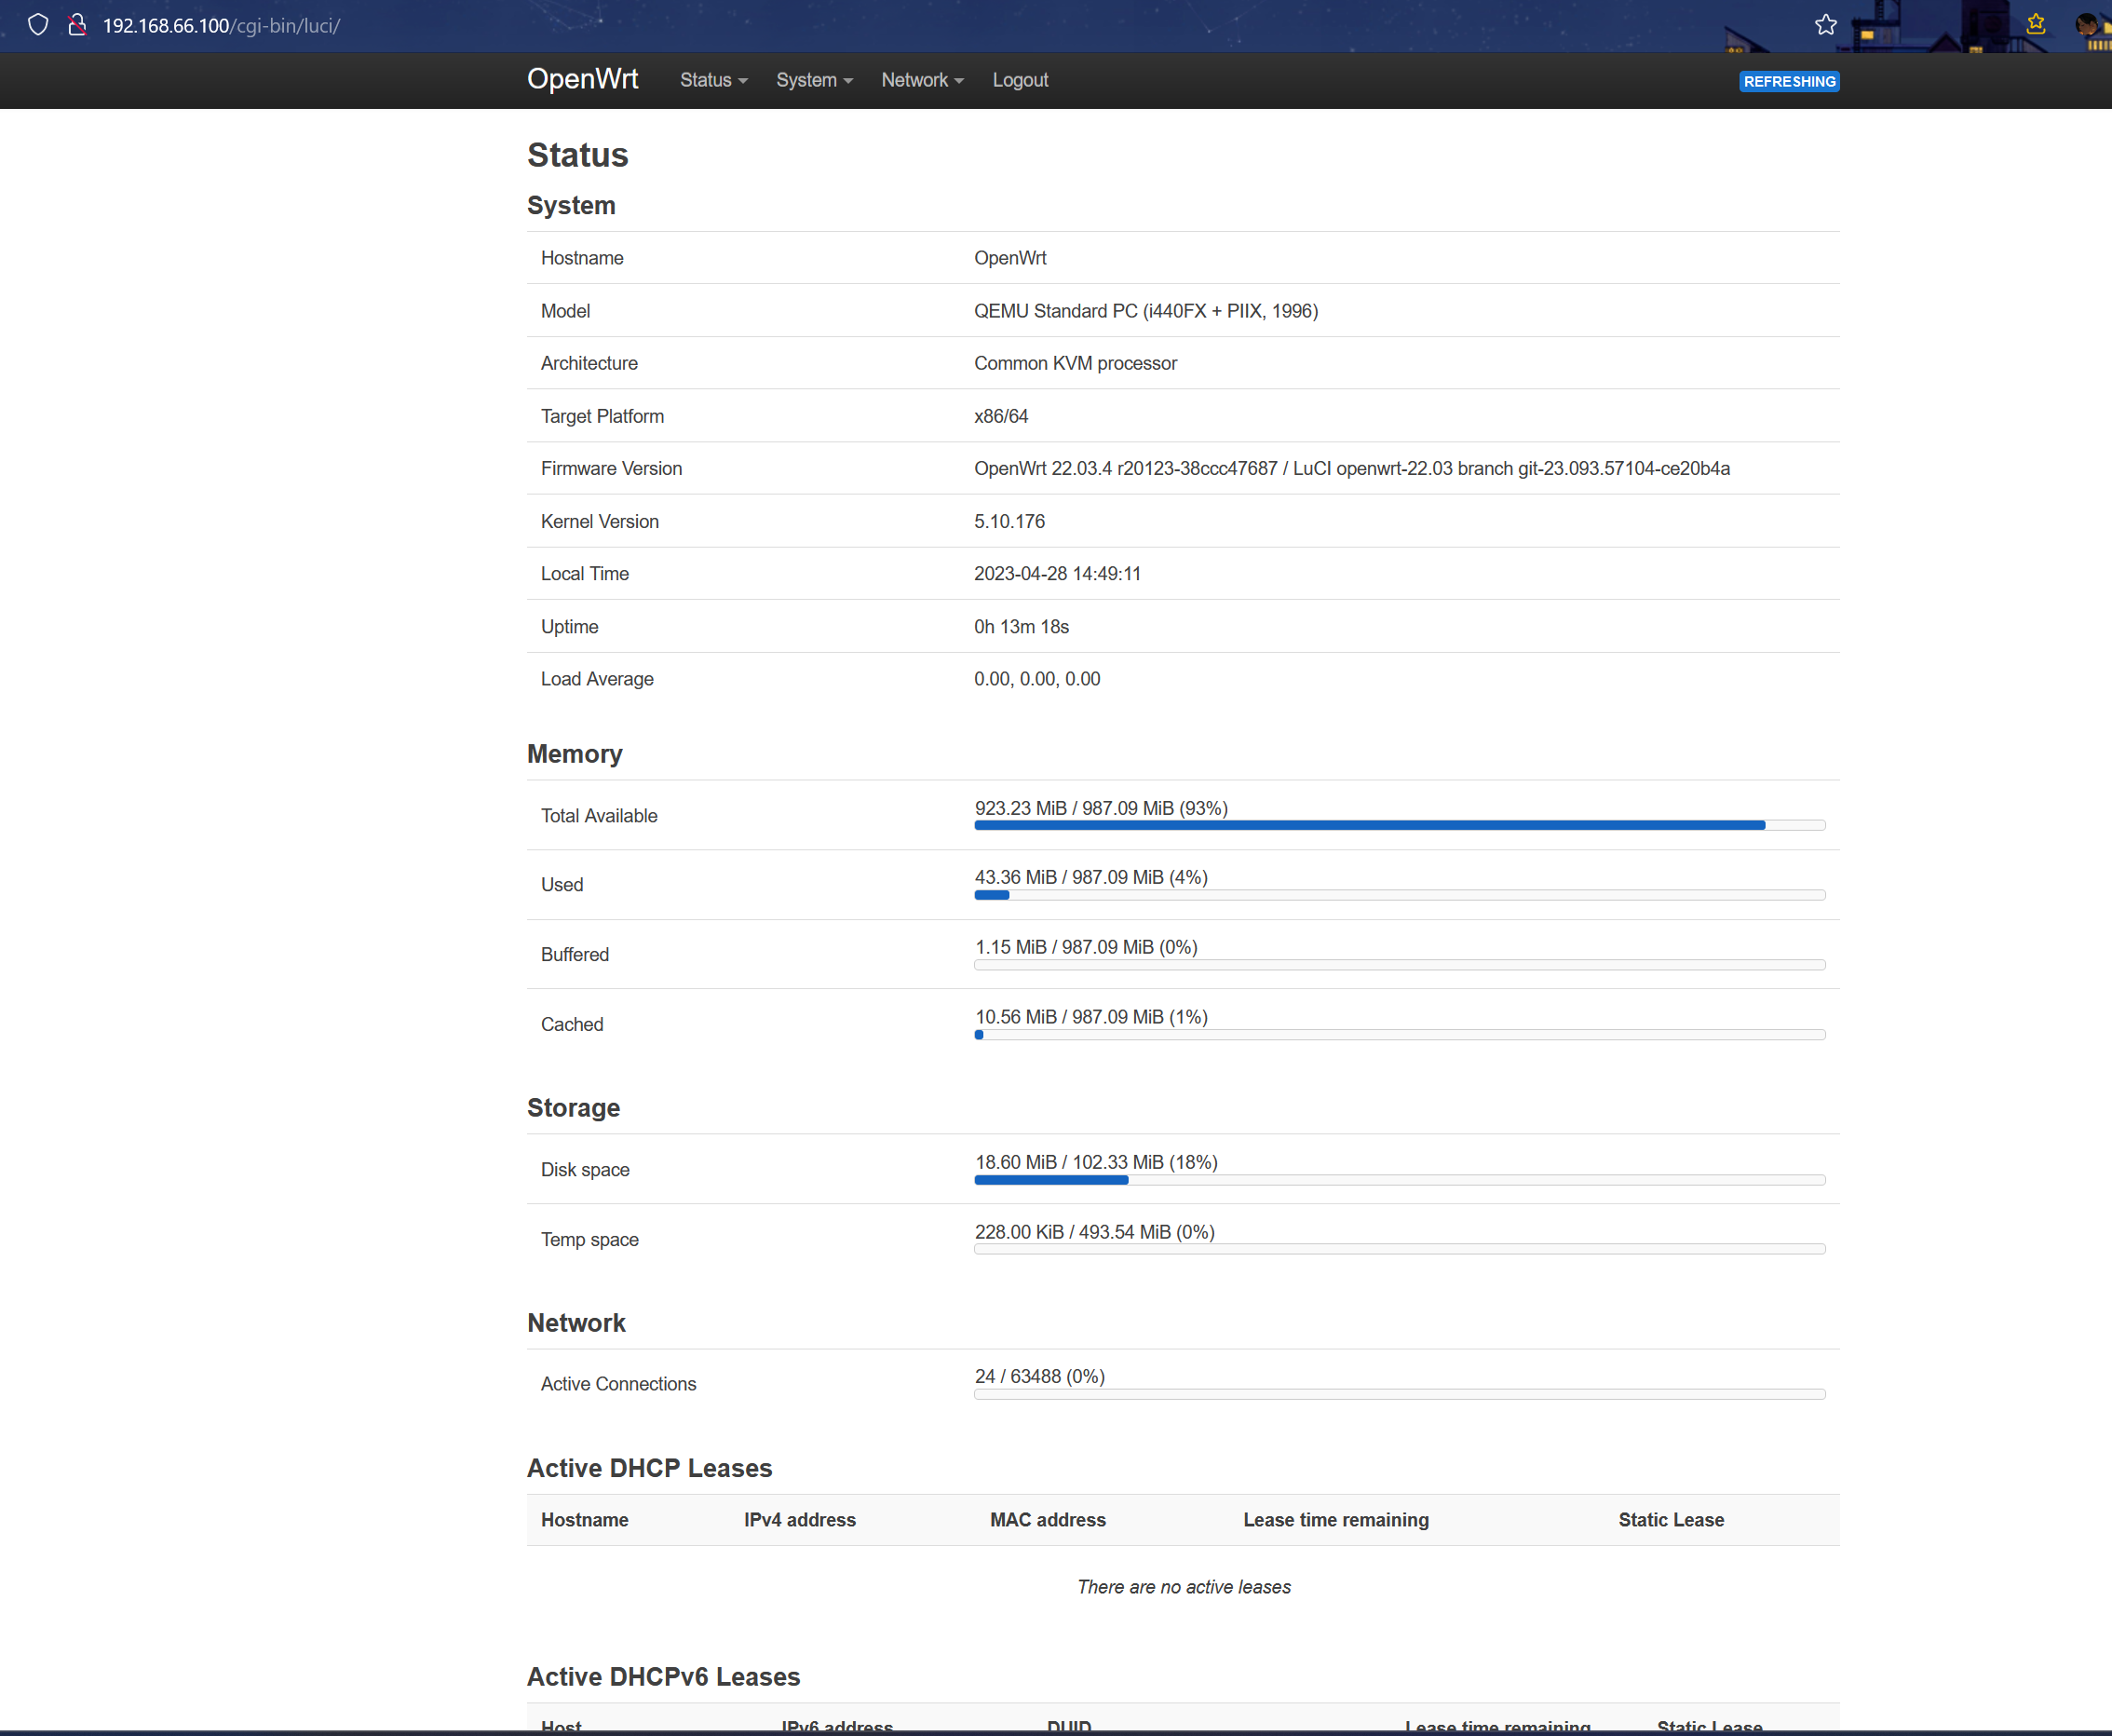 192.168.66.100/cgi-bin/luci/
OpenWrt Status System Network Logout REFRESHING
Status
System
Hostname OpenWrt
Model QEMU Standard PC (i440FX + PIIX, 1996)
Architecture Common KVM processor
Target Platform x86/64
Firmware Version OpenWrt 22.03.4 r20123-38ccc47687 / LuCI openwrt-22.03 branch git-23.093.57104-ce20b4a
Kernel Version 5.10.176
Local Time 2023-04-28 14:49:11
Uptime 0h 13m 18s
Load Average 0.00, 0.00, 0.00
Memory
Total Available 923.23 MiB / 987.09 MiB (93%)
Used 43.36 MiB / 987.09 MiB (4%)
Buffered 1.15 MiB / 987.09 MiB (0%)
Cached 10.56 MiB / 987.09 MiB (1%)
Storage
Disk space 18.60 MiB / 102.33 MiB (18%)
Temp space 228.00 KiB / 493.54 MiB (0%)
Network
Active Connections 24 / 63488 (0%)
Active DHCP Leases
Hostname IPv4 address MAC address Lease time remaining Static Lease
There are no active leases
Active DHCPv6 Leases
Host IPv6 address DUID Lease time remaining Static Lease